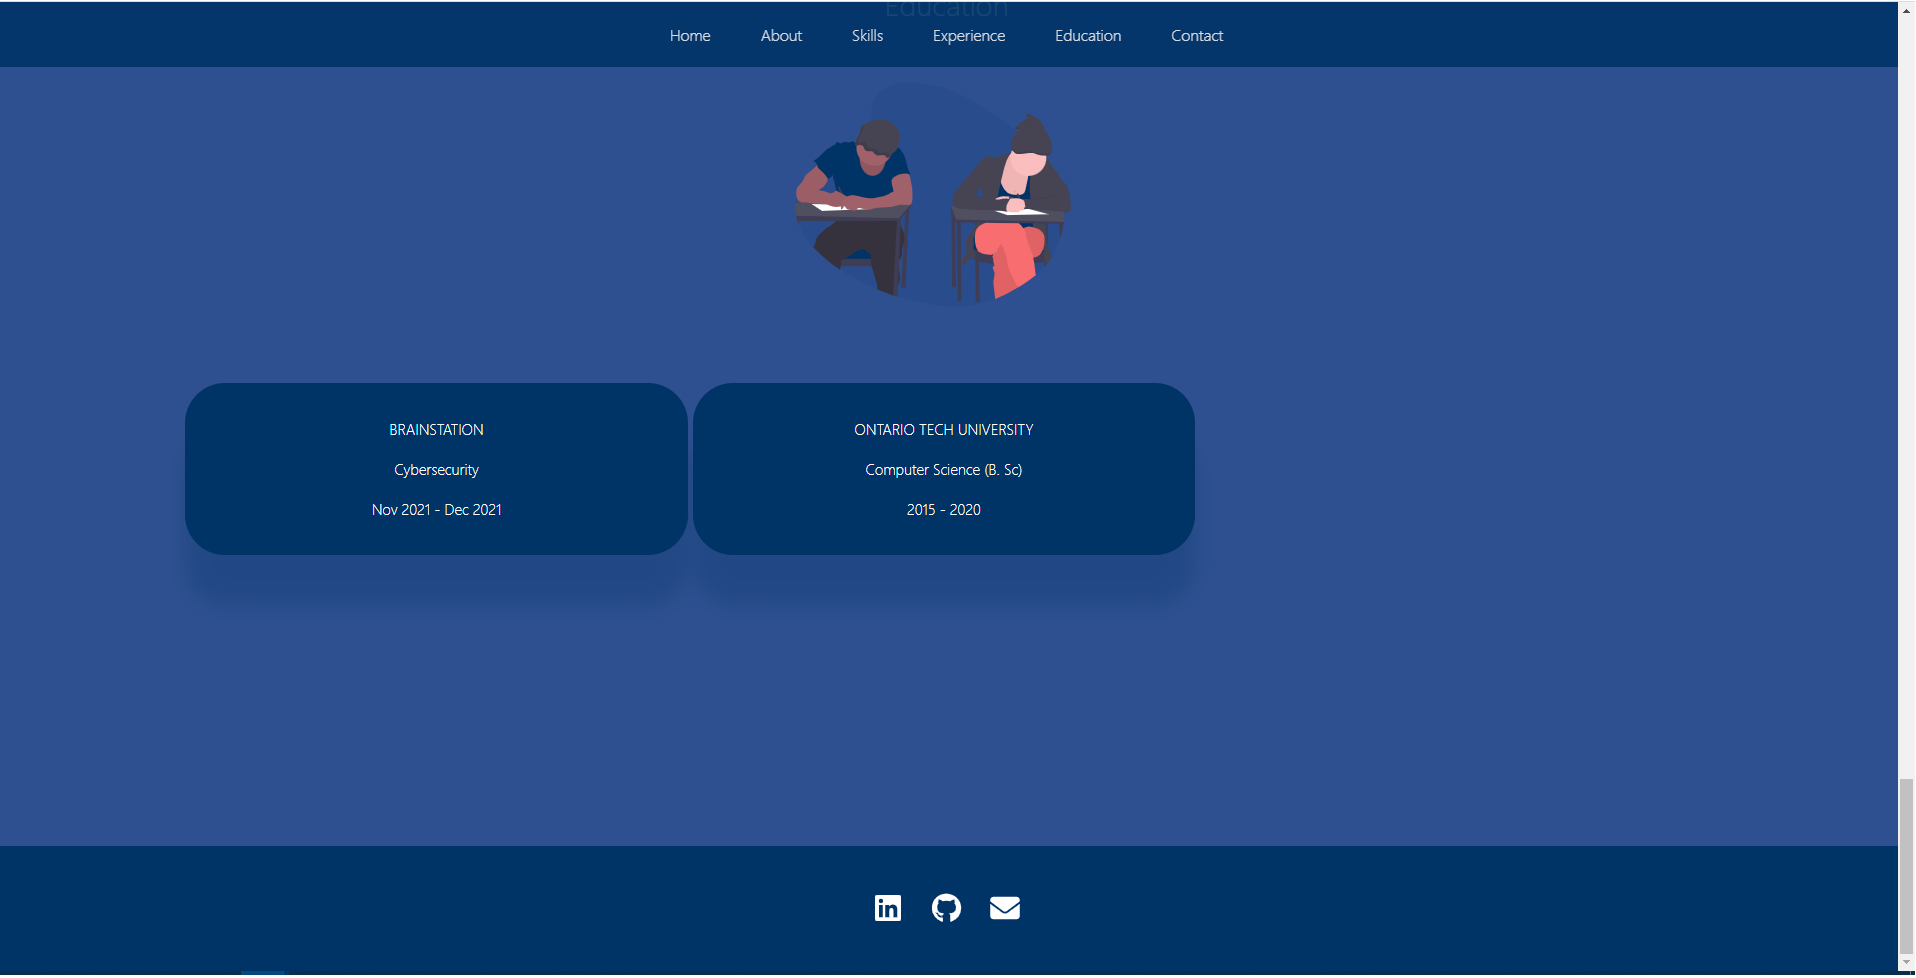 Education
Home About Skills Experience Education Contact
BRAINSTATION
Cybersecurity
Nov 2021 - Dec 2021
ONTARIO TECH UNIVERSITY
Computer Science (B. Sc)
2015 - 2020
in